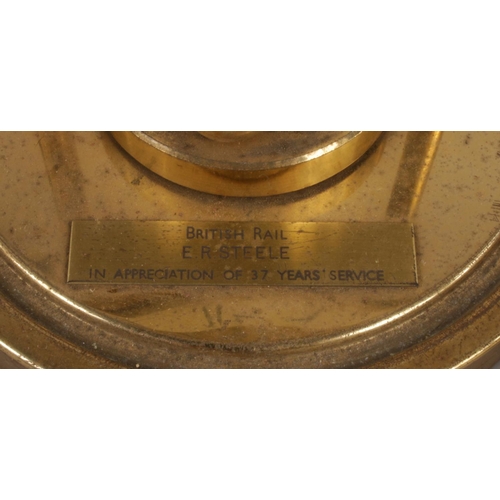 BRITISH RAIL
E R STEELE
IN APPRECIATION OF 37 YEARS SERVICE